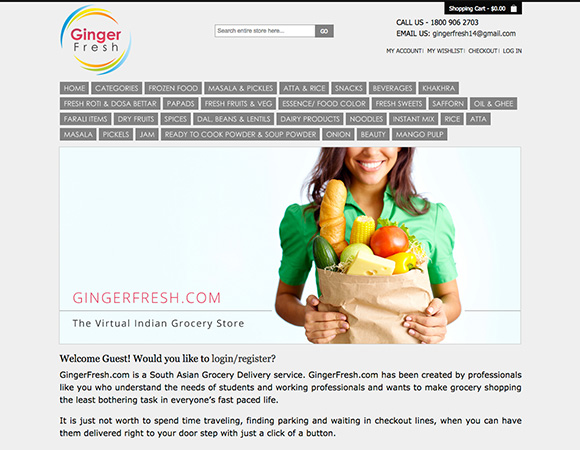 Shopping Cart - $0.00
Ginger
Fresh
Search entire store here...
GO
CALL US - 1800 906 2703
EMAIL US: gingerfresh14@gmail.com
MY ACCOUNT| MY WISHLIST| CHECKOUT| LOG IN
HOME CATEGORIES FROZEN FOOD MASALA & PICKLES ATTA & RICE SNACKS BEVERAGES KHAKHRA
FRESH ROTI & DOSA BETTAR PAPADS FRESH FRUITS & VEG ESSENCE/ FOOD COLOR FRESH SWEETS SAFFORN OIL & GHEE
FARALI ITEMS DRY FRUITS SPICES DAL, BEANS & LENTILS DAIRY PRODUCTS NOODLES INSTANT MIX RICE ATTA
MASALA PICKELS JAM READY TO COOK POWDER & SOUP POWDER ONION BEAUTY MANGO PULP
GINGERFRESH.COM
The Virtual Indian Grocery Store
Welcome Guest! Would you like to login/register?
GingerFresh.com is a South Asian Grocery Delivery service. GingerFresh.com has been created by professionals
like you who understand the needs of students and working professionals and wants to make grocery shopping
the least bothering task in everyone's fast paced life.
It is just not worth to spend time traveling, finding parking and waiting in checkout lines, when you can have
them delivered right to your door step with just a click of a button.